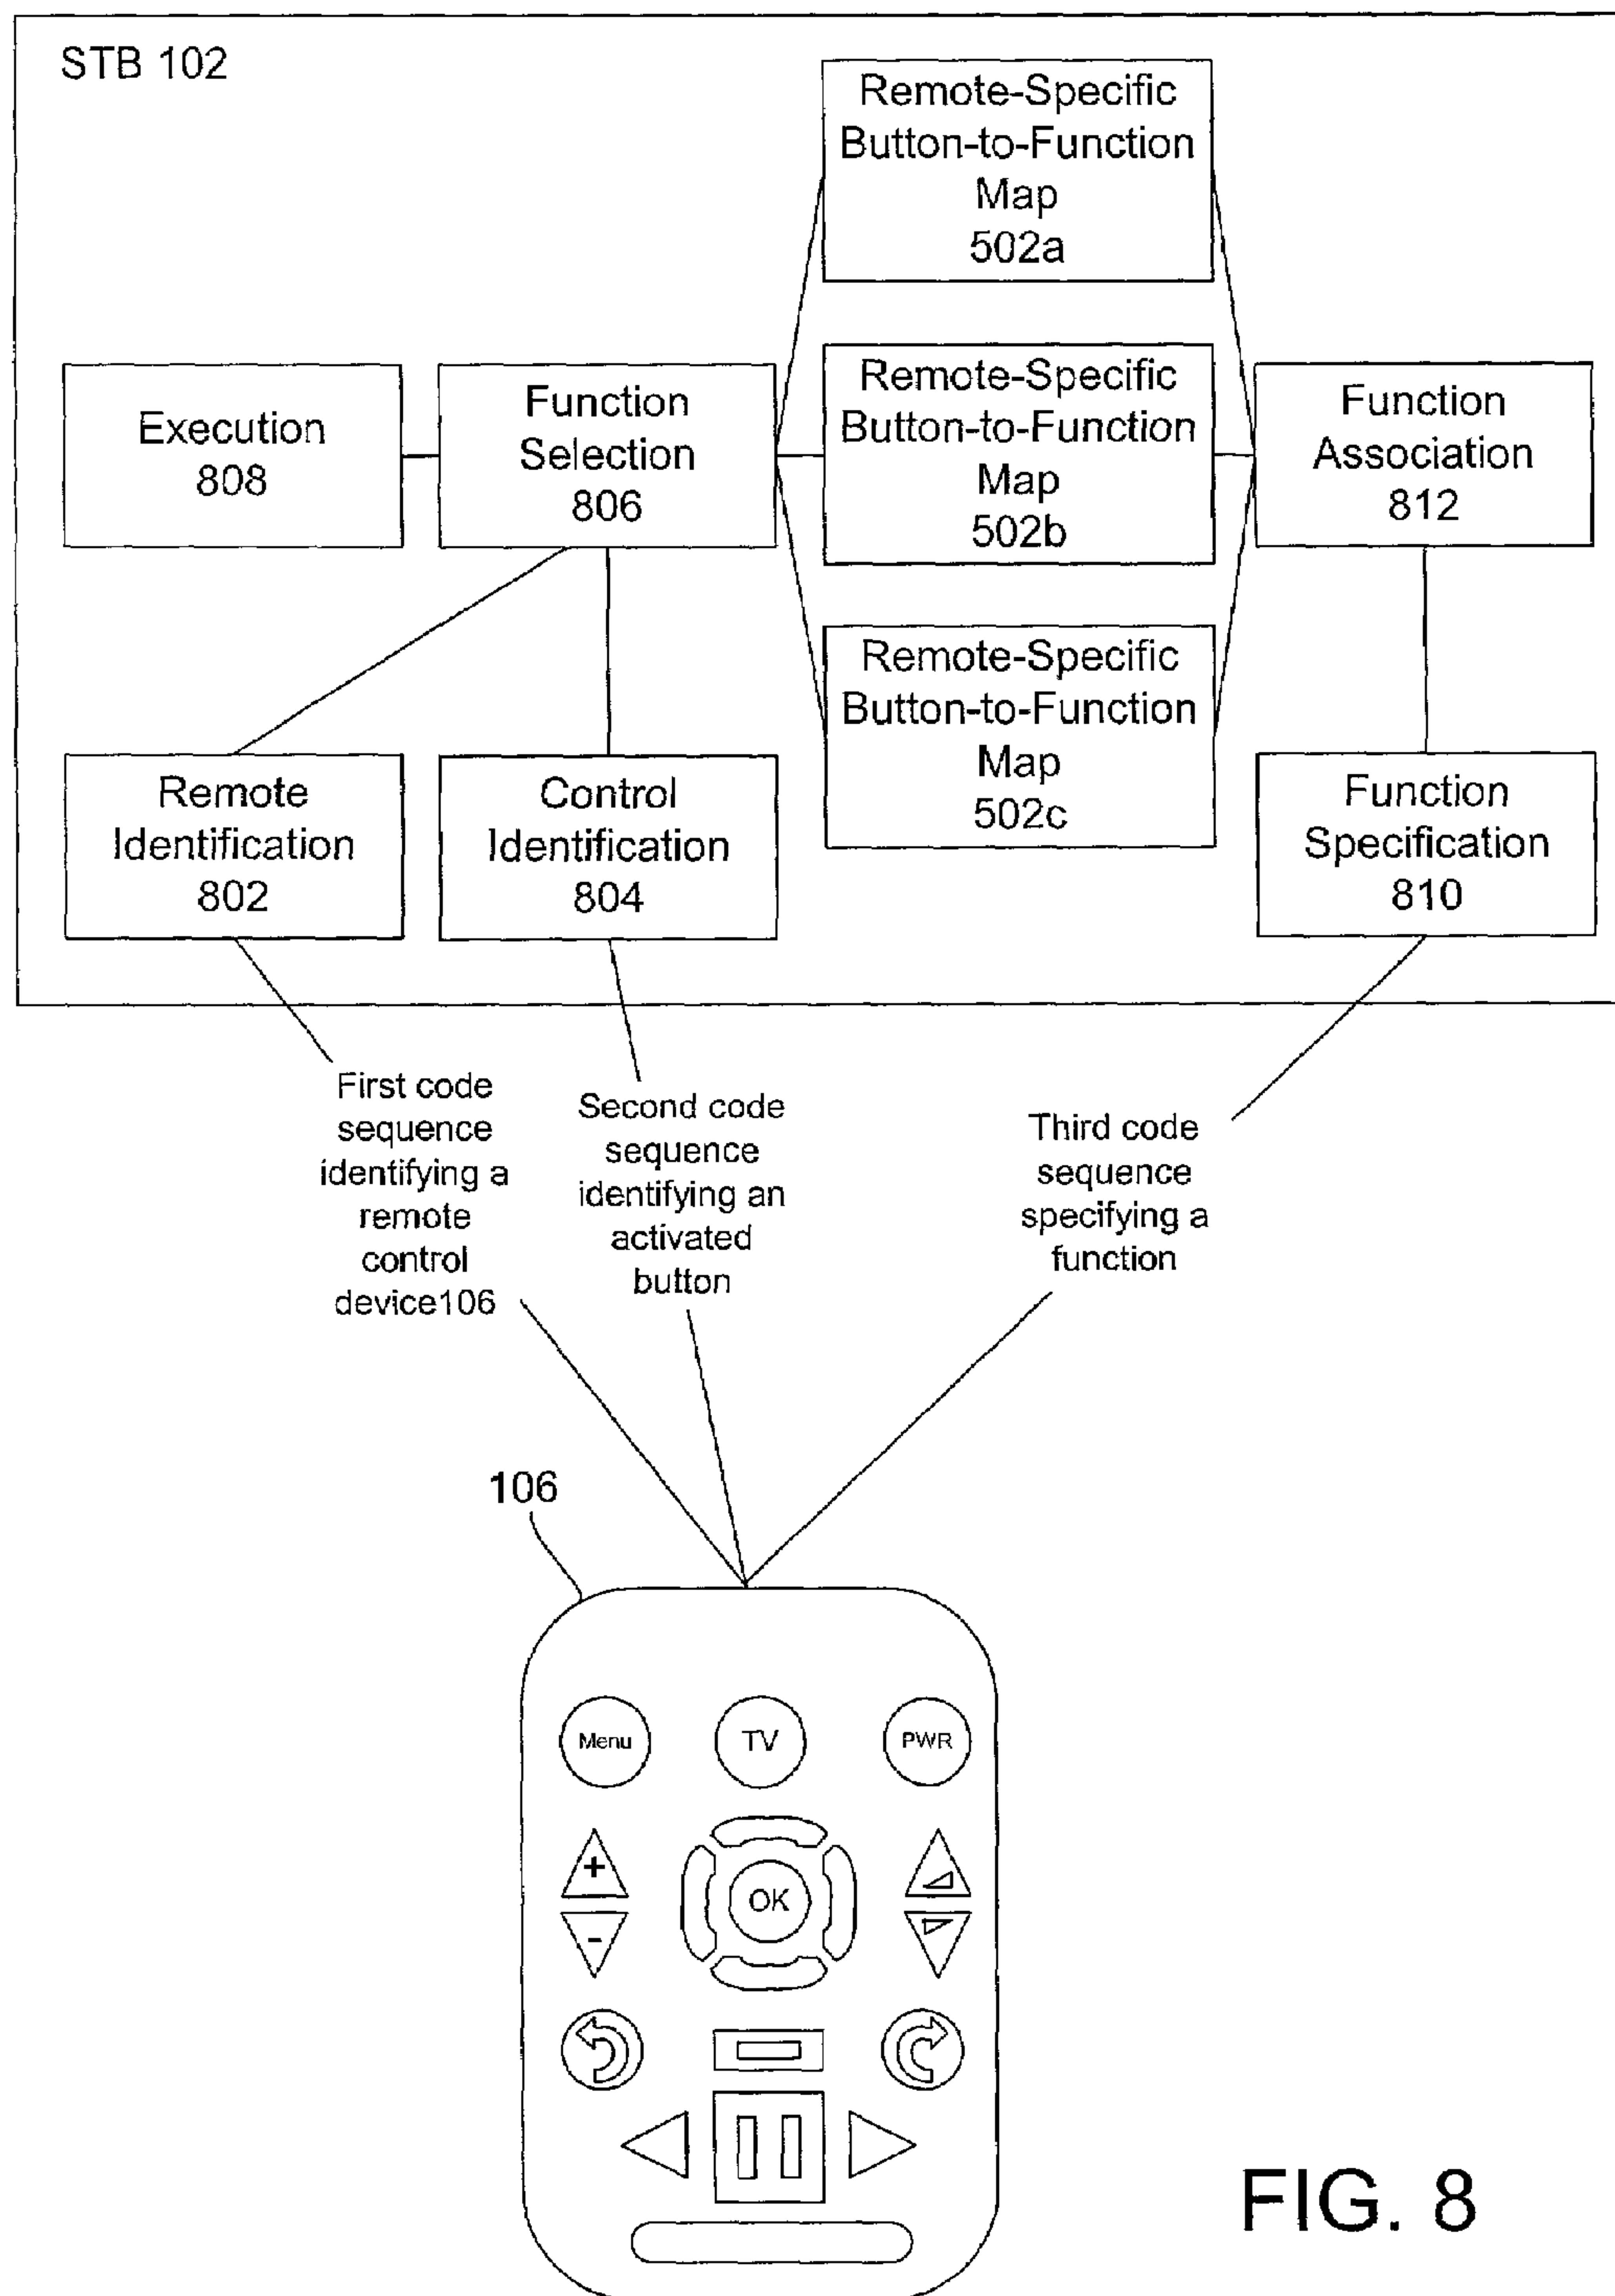 STB 102
Remote-Specific
Button-to-Function
Map
502a
Execution
808
Function
Selection
806
Remote-Specific
Button-to-Function
Map
502b
Function
Association
812
Remote-Specific
Button-to-Function
Map
502c
Remote
Identification
802
Control
Identification
804
Function
Specification
810
First code
sequence
identifying a
remote
control
device106
Second code
sequence
identifying an
activated
button
Third code
sequence
specifying a
function
106
Menu
TV
PWR
+
OK
-
FIG. 8